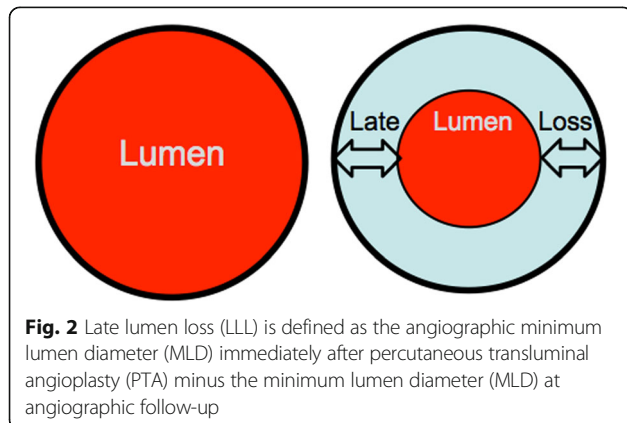 Lumen
Late Lumen Loss
Fig. 2 Late lumen loss (LLL) is defined as the angiographic minimum
lumen diameter (MLD) immediately after percutaneous transluminal
angioplasty (PTA) minus the minimum lumen diameter (MLD) at
angiographic follow-up